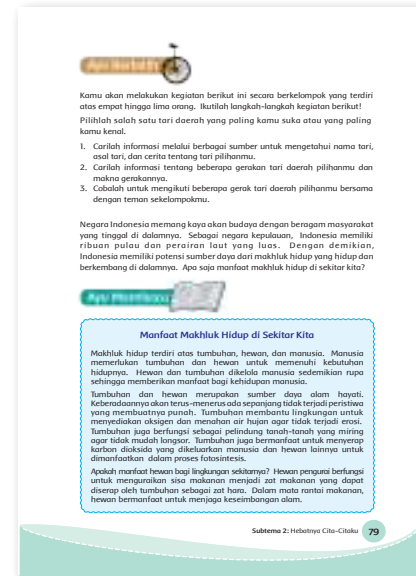 Kamu akan melakukan kegiatan berikut ini secara berkelompok yang terdiri
atas empat hingga lima orang. Ikutilah langkah-langkah kegiatan berikut!
Pilihlah salah satu tari daerah yang paling kamu suka atau yang paling
kamu kenal.
1. Carilah informasi melalui berbagai sumber untuk mengetahui nama tari,
asal tari, dan cerita tentang tari pilihanmu.
2. Carilah informasi tentang beberapa gerakan tari daerah pilihanmu dan
makna gerakannya.
3. Cobalah untuk mengikuti beberapa gerak tari daerah pilihanmu bersama
dengan teman sekelompokmu.
Negara Indonesia memang kaya akan budaya dengan beragam masyarakat
yang tinggal di dalamnya. Sebagai negara kepulauan, Indonesia memiliki
ribuan pulau dan perairan laut yang luas. Dengan demikian,
Indonesia memiliki potensi sumber daya dari makhluk hidup yang hidup dan
berkembang di dalamnya. Apa saja manfaat makhluk hidup di sekitar kita?
Ayo Membaca
Manfaat Makhluk Hidup di Sekitar Kita
Makhluk hidup terdiri atas tumbuhan, hewan, dan manusia. Manusia
memerlukan tumbuhan dan hewan untuk memenuhi kebutuhan
hidupnya. Hewan dan tumbuhan dikelola manusia sedemikian rupa
sehingga memberikan manfaat bagi kehidupan manusia.
Tumbuhan dan hewan merupakan sumber daya alam hayati.
Keberadaannya akan terus-menerus ada sepanjang tidak terjadi peristiwa
yang membuatnya punah. Tumbuhan membantu lingkungan untuk
menyediakan oksigen dan menahan air hujan agar tidak terjadi erosi.
Tumbuhan juga berfungsi sebagai pelindung tanah-tanah yang miring
agar tidak mudah longsor. Tumbuhan juga bermanfaat untuk menyerap
karbon dioksida yang dikeluarkan manusia dan hewan lainnya untuk
dimanfaatkan dalam proses fotosintesis.
Apakah manfaat hewan bagi lingkungan sekitarnya? Hewan pengurai berfungsi
untuk menguraikan sisa makanan menjadi zat makanan yang dapat
diserap oleh tumbuhan sebagai zat hara. Dalam mata rantai makanan,
hewan bermanfaat untuk menjaga keseimbangan alam.
Subtema 2: Hebatnya Cita-Citaku 79